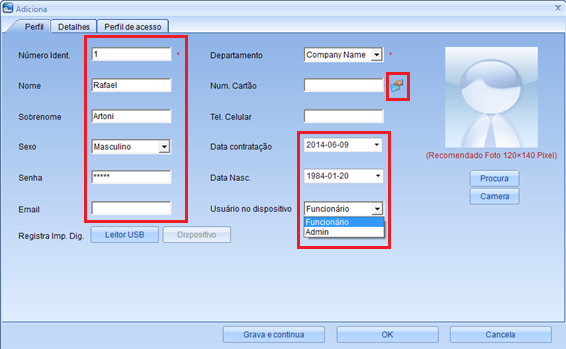 Adiciona
Perfil Detalhes Perfil de acesso
Número Ident. 1 * Departamento Company Name *
Nome Rafael Num. Cartão
Sobrenome Artoni Tel. Celular
Sexo Masculino Data contratação 2014-06-09
(Recomendado Foto 120×140 Pixel)
Senha ***** Data Nasc. 1984-01-20 Procura
Camera
Email Usuário no dispositivo Funcionário
Funcionário
Admin
Registra Imp. Dig. Leitor USB Dispositivo
Grava e continua OK Cancela